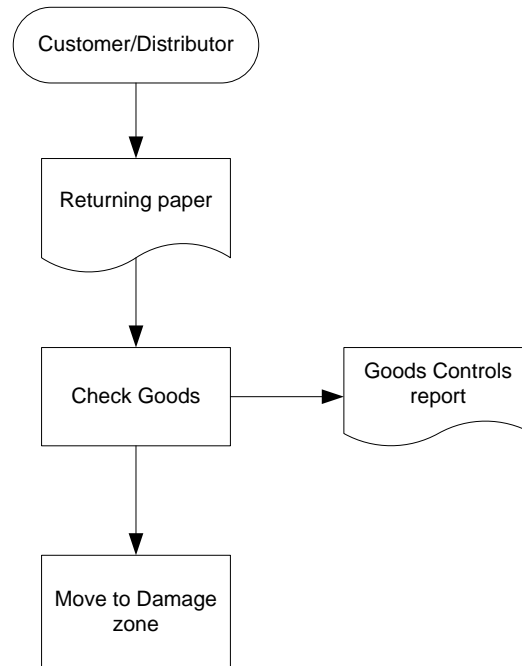 Customer/Distributor
Returning paper
Check Goods
Goods Controls
report
Move to Damage
zone